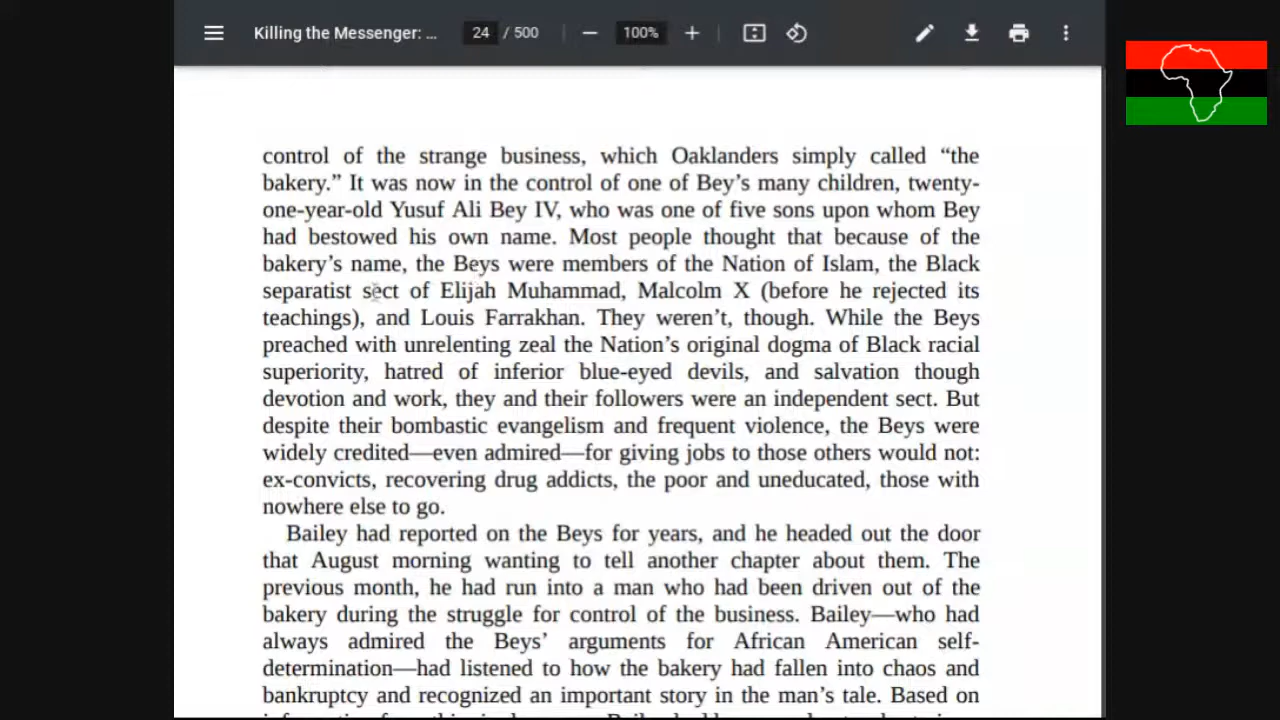 Killing the Messenger: ... 24 / 500 100%
control of the strange business, which Oaklanders simply called “the
bakery.” It was now in the control of one of Bey’s many children, twenty-
one-year-old Yusuf Ali Bey IV, who was one of five sons upon whom Bey
had bestowed his own name. Most people thought that because of the
bakery’s name, the Beys were members of the Nation of Islam, the Black
separatist sect of Elijah Muhammad, Malcolm X (before he rejected its
teachings), and Louis Farrakhan. They weren’t, though. While the Beys
preached with unrelenting zeal the Nation’s original dogma of Black racial
superiority, hatred of inferior blue-eyed devils, and salvation though
devotion and work, they and their followers were an independent sect. But
despite their bombastic evangelism and frequent violence, the Beys were
widely credited—even admired—for giving jobs to those others would not:
ex-convicts, recovering drug addicts, the poor and uneducated, those with
nowhere else to go.
Bailey had reported on the Beys for years, and he headed out the door
that August morning wanting to tell another chapter about them. The
previous month, he had run into a man who had been driven out of the
bakery during the struggle for control of the business. Bailey—who had
always admired the Beys’ arguments for African American self-
determination—had listened to how the bakery had fallen into chaos and
bankruptcy and recognized an important story in the man’s tale. Based on